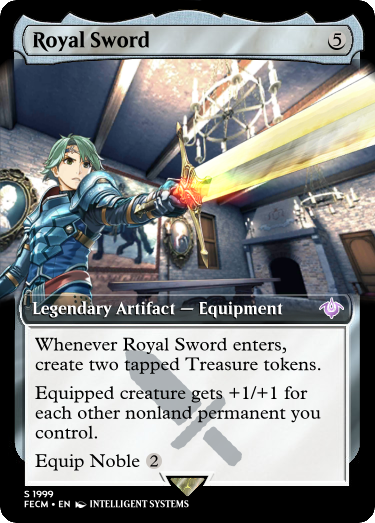 Royal Sword 5
Legendary Artifact — Equipment
Whenever Royal Sword enters,
create two tapped Treasure tokens.
Equipped creature gets +1/+1 for
each other nonland permanent you
control.
Equip Noble 2
S 1999
FECM • EN INTELLIGENT SYSTEMS